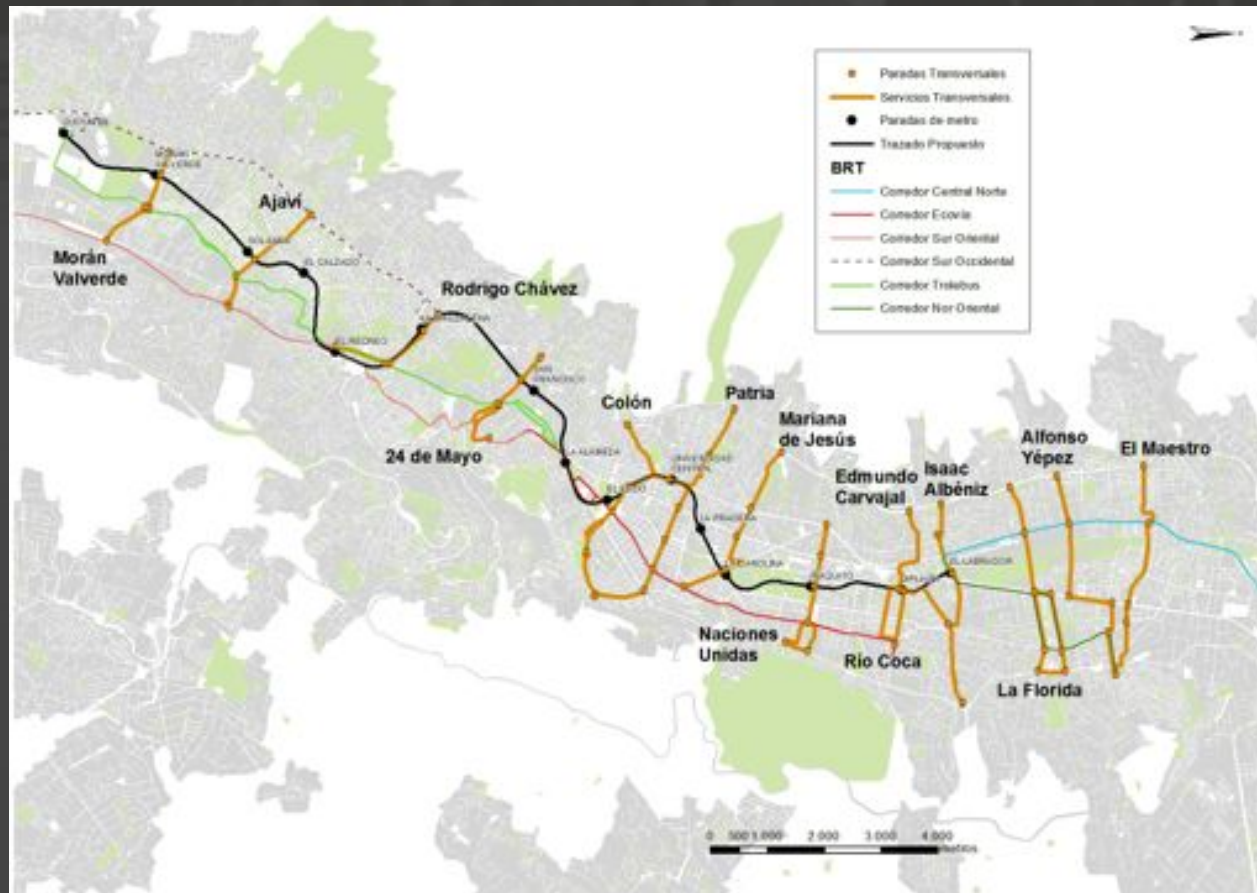 Paradas Transversales
Servicios Transversales
Paradas de metro
Trazado Propuesto
BRT
Corredor Central Norte
Corredor Ecovía
Corredor Sur Oriental
Corredor Sur Occidental
Corredor Trolebus
Corredor Nor Oriental
MORÁN
VALVERDE
Ajaví
SOLANDA
Morán
Valverde
EL CALZADO
Rodrigo Chávez
EL RECREO
SAN
FRANCISCO
Colón
Patria
Mariana
de Jesús
24 de Mayo
LA ALAMEDA
UNIVERSIDAD
CENTRAL
EL EJIDO
Edmundo
Carvajal
Isaac
Albéniz
Alfonso
Yépez
El Maestro
LA PRADERA
LA CAROLINA
IÑAQUITO
EL LABRADOR
Naciones
Unidas
Río Coca
La Florida
0 500 1.000 2.000 3.000 4.000